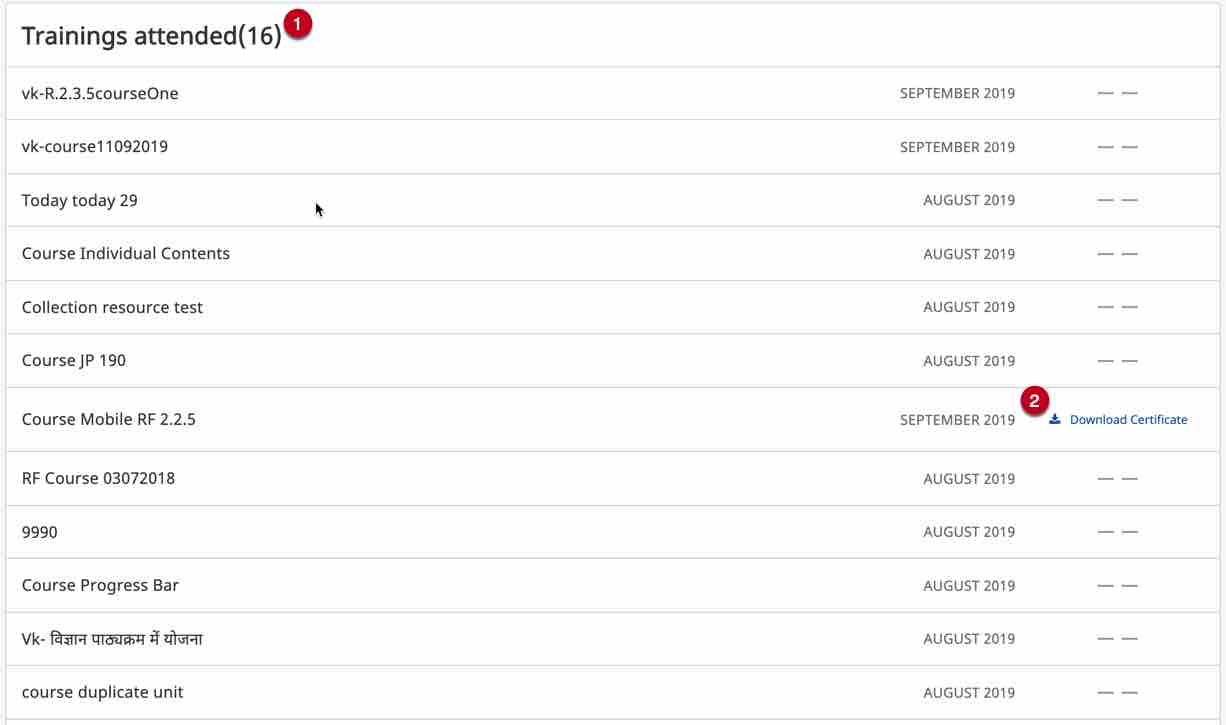 Trainings attended(16) 1
vk-R.2.3.5courseOne SEPTEMBER 2019 — —
vk-course11092019 SEPTEMBER 2019 — —
Today today 29 AUGUST 2019 — —
Course Individual Contents AUGUST 2019 — —
Collection resource test AUGUST 2019 — —
Course JP 190 AUGUST 2019 — —
Course Mobile RF 2.2.5 SEPTEMBER 2019 2 Download Certificate
RF Course 03072018 AUGUST 2019 — —
9990 AUGUST 2019 — —
Course Progress Bar AUGUST 2019 — —
Vk- विज्ञान पाठ्यक्रम में योजना AUGUST 2019 — —
course duplicate unit AUGUST 2019 — —